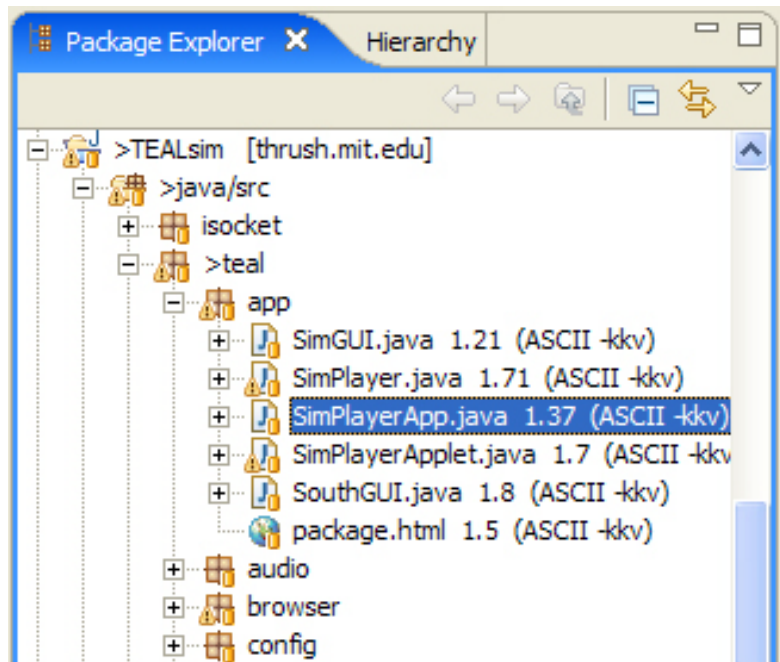 Package Explorer Hierarchy
>TEALsim [thrush.mit.edu]
>java/src
isocket
>teal
app
SimGUI.java 1.21 (ASCII -kkv)
SimPlayer.java 1.71 (ASCII -kkv)
SimPlayerApp.java 1.37 (ASCII -kkv)
SimPlayerApplet.java 1.7 (ASCII -kkv
SouthGUI.java 1.8 (ASCII -kkv)
package.html 1.5 (ASCII -kkv)
audio
browser
config